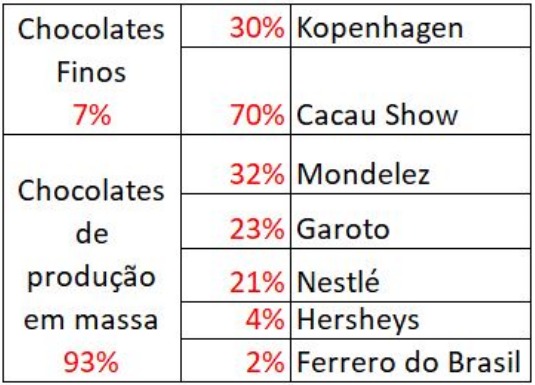 Chocolates
Finos
7%
30% Kopenhagen
70% Cacau Show
Chocolates
de
produção
em massa
93%
32% Mondelez
23% Garoto
21% Nestlé
4% Hersheys
2% Ferrero do Brasil